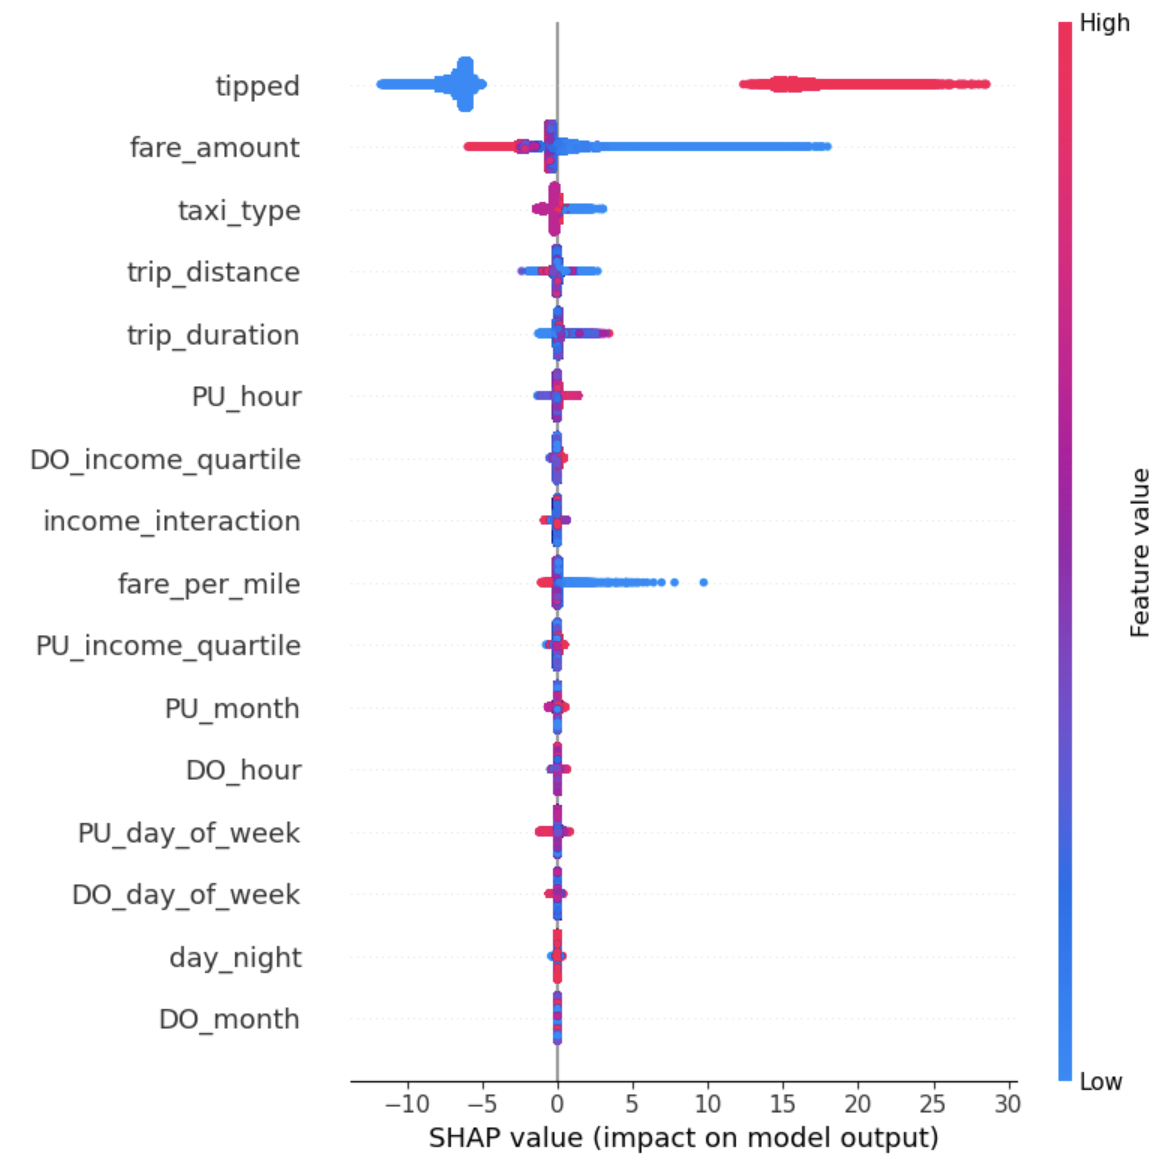 High
tipped
fare_amount
taxi_type
trip_distance
trip_duration
PU_hour
DO_income_quartile
income_interaction
fare_per_mile
PU_income_quartile
PU_month
DO_hour
PU_day_of_week
DO_day_of_week
day_night
DO_month
Feature value
Low
−10 −5 0 5 10 15 20 25 30
SHAP value (impact on model output)